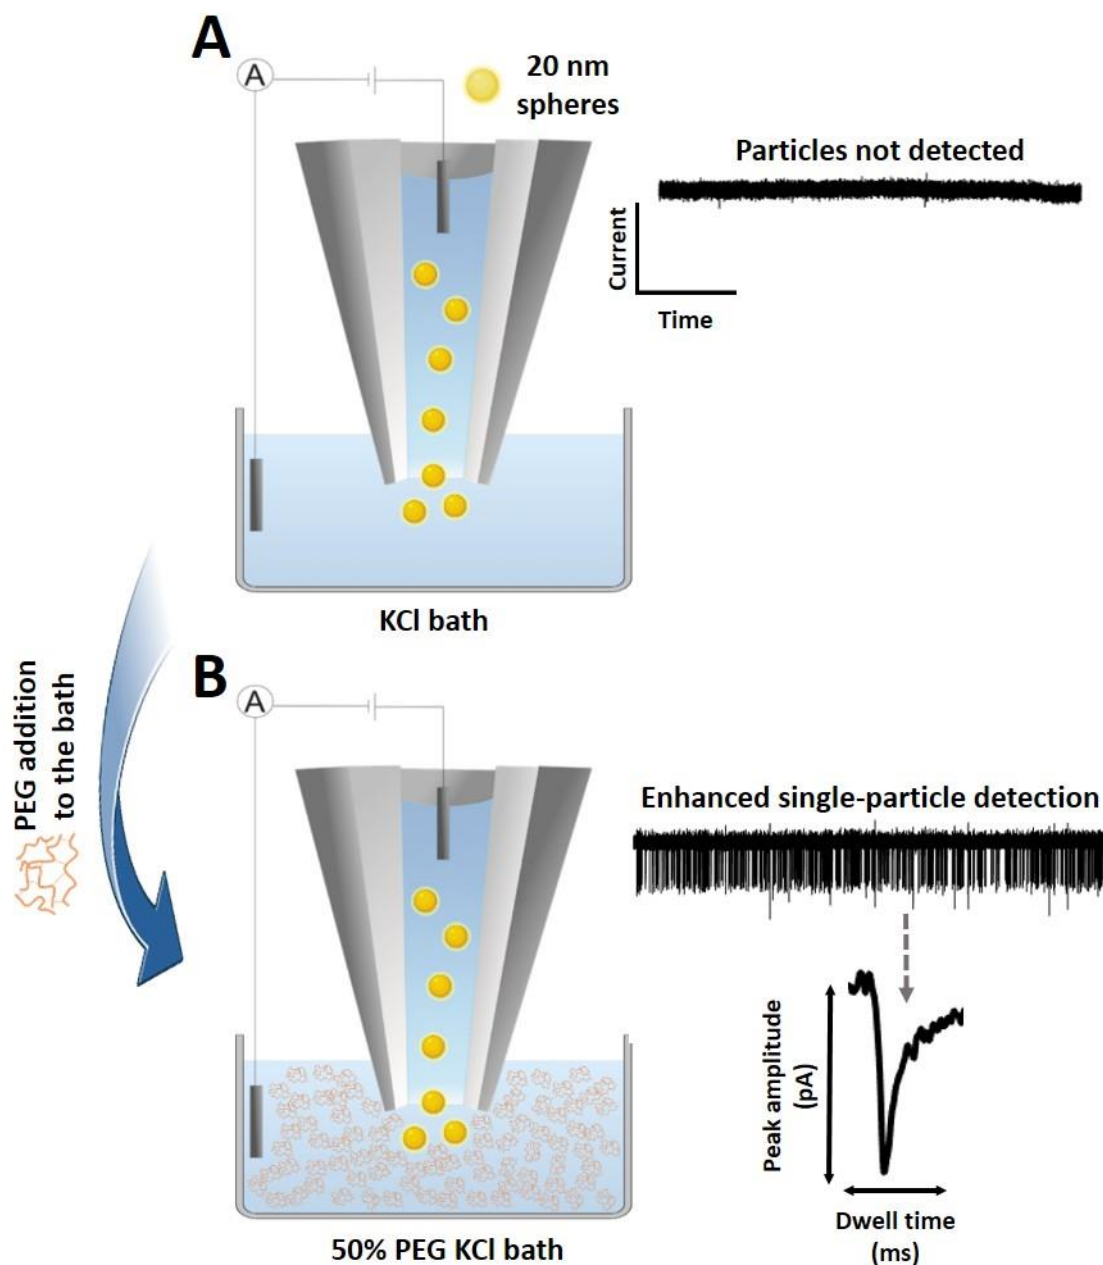 A
A
20 nm
spheres
Particles not detected
Current
Time
KCl bath
PEG addition
to the bath
B
A
Enhanced single-particle detection
Peak amplitude
(pA)
Dwell time
(ms)
50% PEG KCl bath